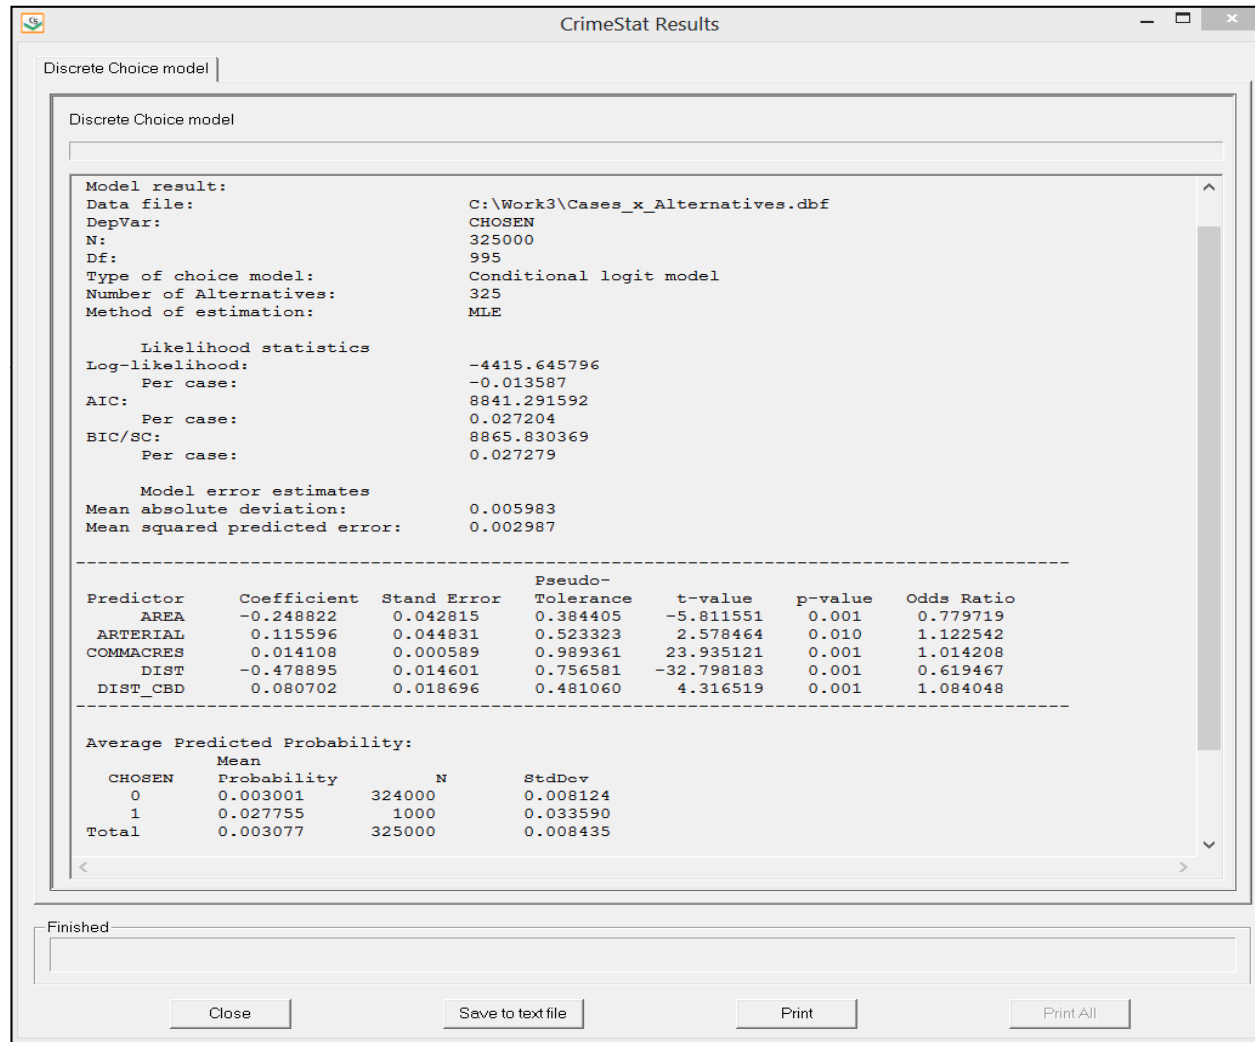 CrimeStat Results
Discrete Choice model
Discrete Choice model
Model result:
Data file: C:\Work3\Cases_x_Alternatives.dbf
DepVar: CHOSEN
N: 325000
Df: 995
Type of choice model: Conditional logit model
Number of Alternatives: 325
Method of estimation: MLE
Likelihood statistics
Log-likelihood: -4415.645796
Per case: -0.013587
AIC: 8841.291592
Per case: 0.027204
BIC/SC: 8865.830369
Per case: 0.027279
Model error estimates
Mean absolute deviation: 0.005983
Mean squared predicted error: 0.002987
Pseudo-
Predictor Coefficient Stand Error Tolerance t-value p-value Odds Ratio
AREA -0.248822 0.042815 0.384405 -5.811551 0.001 0.779719
ARTERIAL 0.115596 0.044831 0.523323 2.578464 0.010 1.122542
COMMACRES 0.014108 0.000589 0.989361 23.935121 0.001 1.014208
DIST -0.478895 0.014601 0.756581 -32.798183 0.001 0.619467
DIST_CBD 0.080702 0.018696 0.481060 4.316519 0.001 1.084048
Average Predicted Probability:
Mean
CHOSEN Probability N StdDev
0 0.003001 324000 0.008124
1 0.027755 1000 0.033590
Total 0.003077 325000 0.008435
Finished
Close Save to text file Print Print All